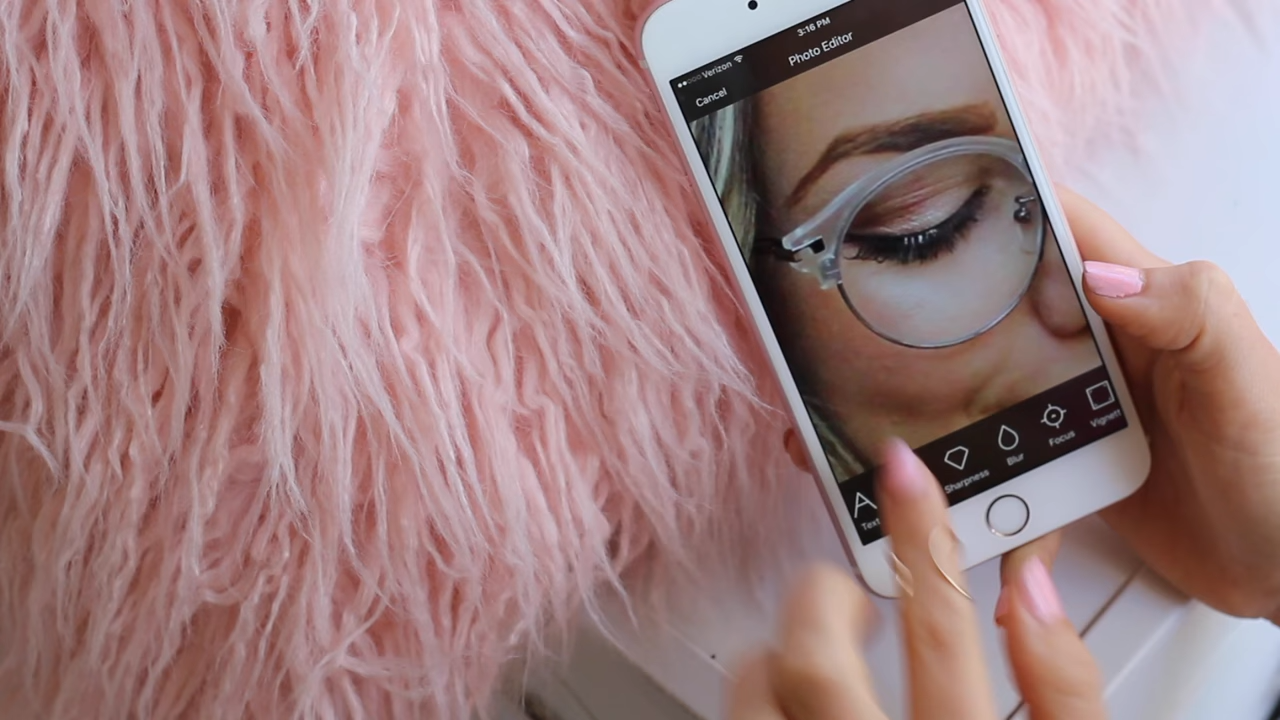 Verizon
3:16 PM
Cancel
Photo Editor
Text
Sharpness
Blur
Focus
Vignett